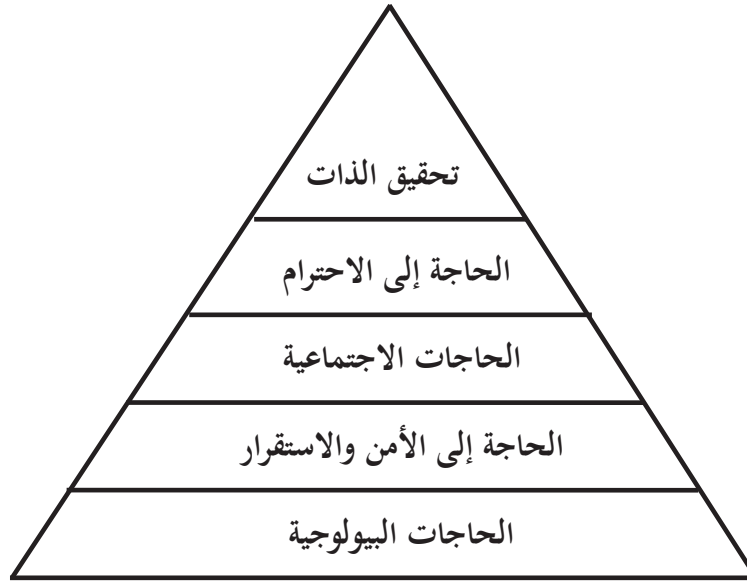 تحقيق الذات
الحاجة إلى الاحترام
الحاجات الاجتماعية
الحاجة إلى الأمن والاستقرار
الحاجات البيولوجية